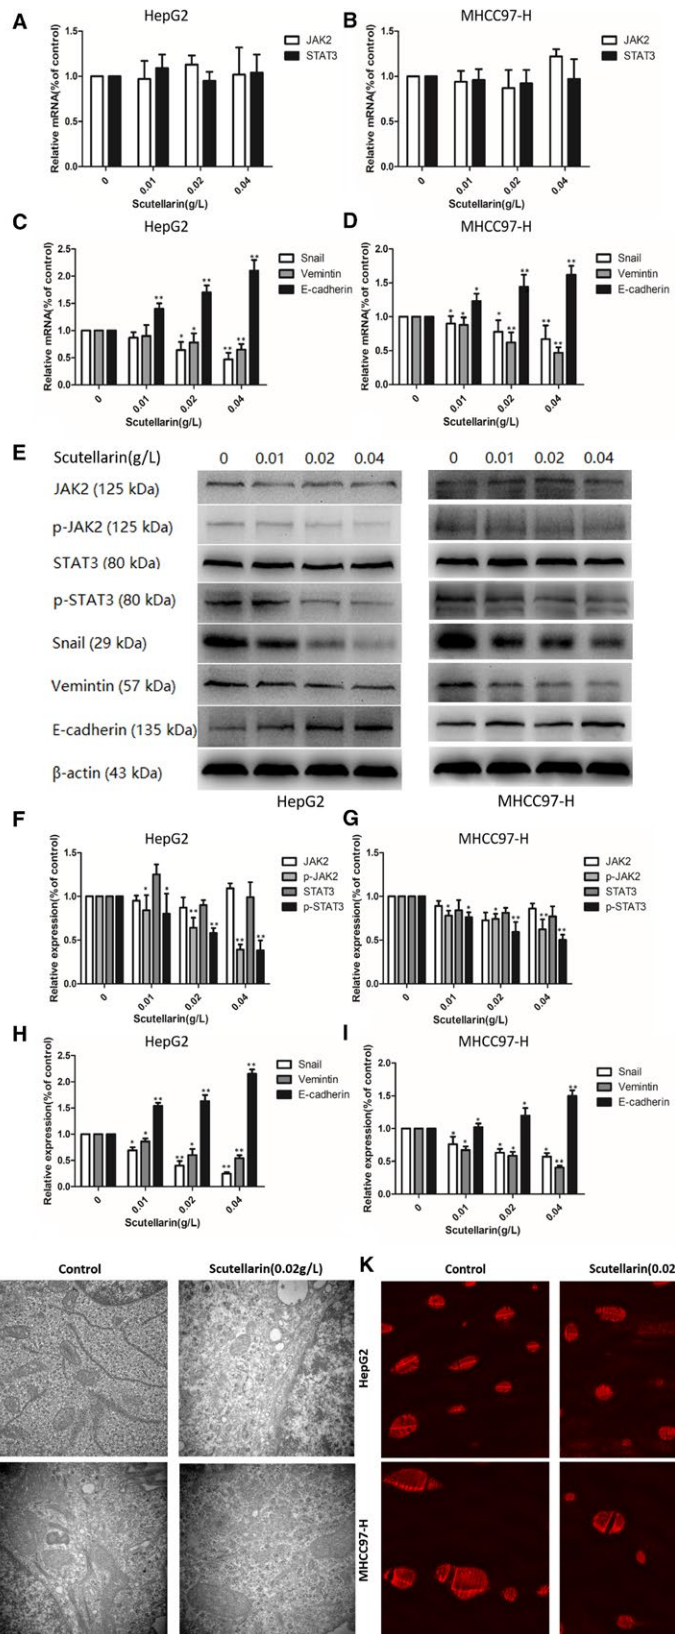 A
HepG2
Relative mRNA(%of control)
1.5
1.0
0.5
0.0
JAK2
STAT3
0
0.01
0.02
0.04
Scutellarin(g/L)
B
MHCC97-H
Relative mRNA(%of control)
1.5
1.0
0.5
0.0
JAK2
STAT3
0
0.01
0.02
0.04
Scutellarin(g/L)
C
HepG2
Relative mRNA(%of control)
2.5
2.0
1.5
1.0
0.5
0.0
Snail
Vemintin
E-cadherin
**
**
**
* *
** **
0
0.01
0.02
0.04
Scutellarin(g/L)
D
MHCC97-H
Relative mRNA(%of control)
2.0
1.5
1.0
0.5
0.0
Snail
Vemintin
E-cadherin
* * *
* ** **
** ** **
0
0.01
0.02
0.04
Scutellarin(g/L)
E
Scutellarin(g/L) 0 0.01 0.02 0.04 0 0.01 0.02 0.04
JAK2 (125 kDa)
p-JAK2 (125 kDa)
STAT3 (80 kDa)
p-STAT3 (80 kDa)
Snail (29 kDa)
Vemintin (57 kDa)
E-cadherin (135 kDa)
β-actin (43 kDa)
HepG2 MHCC97-H
F
HepG2
Relative expression(%of control)
1.5
1.0
0.5
0.0
JAK2
p-JAK2
STAT3
p-STAT3
* *
** **
** **
0
0.01
0.02
0.04
Scutellarin(g/L)
G
MHCC97-H
Relative expression(%of control)
1.5
1.0
0.5
0.0
JAK2
p-JAK2
STAT3
p-STAT3
* *
* **
** **
0
0.01
0.02
0.04
Scutellarin(g/L)
H
HepG2
Relative expression(%of control)
2.5
2.0
1.5
1.0
0.5
0.0
Snail
Vemintin
E-cadherin
* * **
** * **
** ** **
0
0.01
0.02
0.04
Scutellarin(g/L)
I
MHCC97-H
Relative expression(%of control)
2.0
1.5
1.0
0.5
0.0
Snail
Vemintin
E-cadherin
* * *
* * *
* ** **
0
0.01
0.02
0.04
Scutellarin(g/L)
Control
Scutellarin(0.02g/L)
K
Control
Scutellarin(0.02
HepG2
MHCC97-H